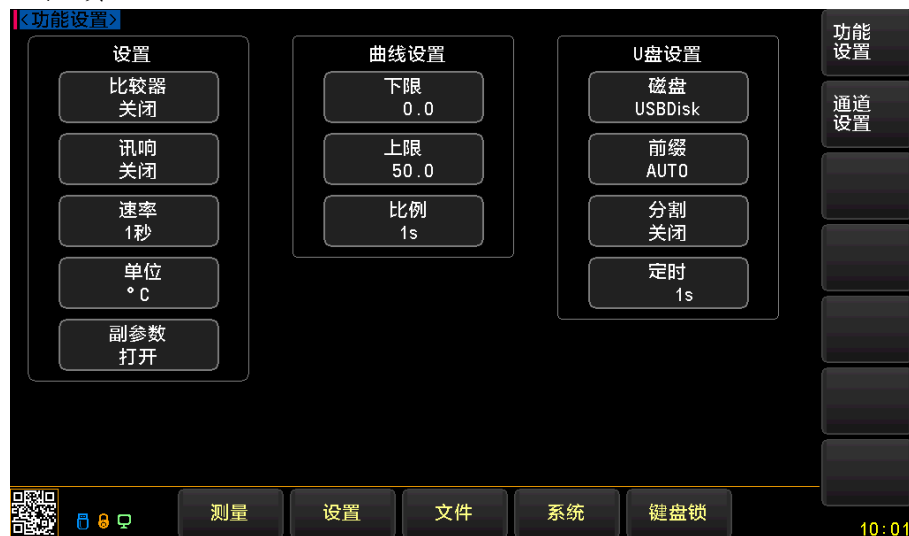 <功能设置>
设置
比较器
关闭
讯响
关闭
速率
1秒
单位
°C
副参数
打开
曲线设置
下限
0.0
上限
50.0
比例
1s
U盘设置
磁盘
USBDisk
前缀
AUTO
分割
关闭
定时
1s
功能
设置
通道
设置
测量
设置
文件
系统
键盘锁
10:01